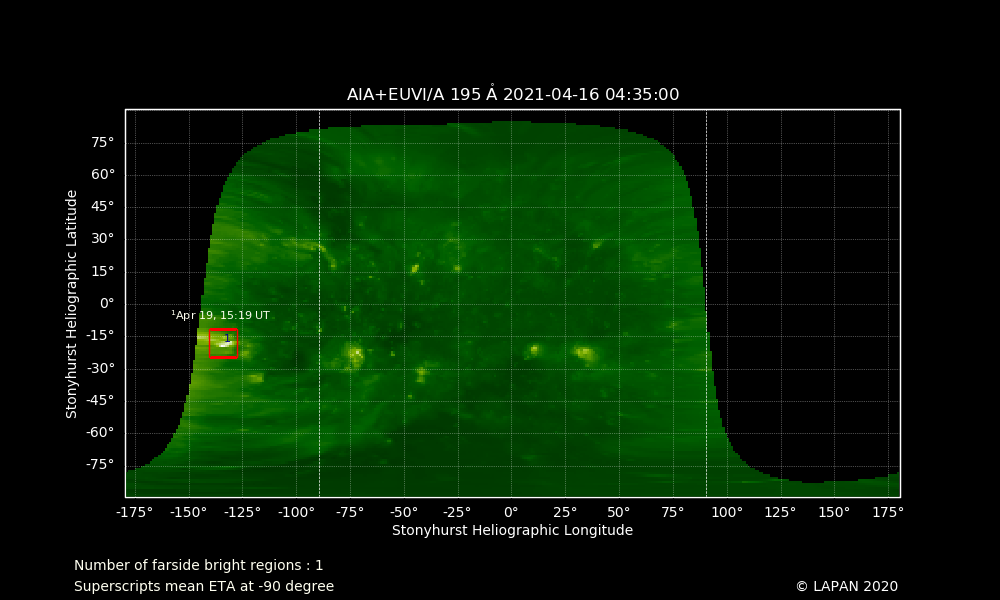 AIA+EUVI/A 195 Å 2021-04-16 04:35:00
75°
60°
45°
30°
15°
0°
-15°
-30°
-45°
-60°
-75°
Stonyhurst Heliographic Latitude
¹Apr 19, 15:19 UT
1
-175° -150° -125° -100° -75° -50° -25° 0° 25° 50° 75° 100° 125° 150° 175°
Stonyhurst Heliographic Longitude
Number of farside bright regions : 1
Superscripts mean ETA at -90 degree
© LAPAN 2020